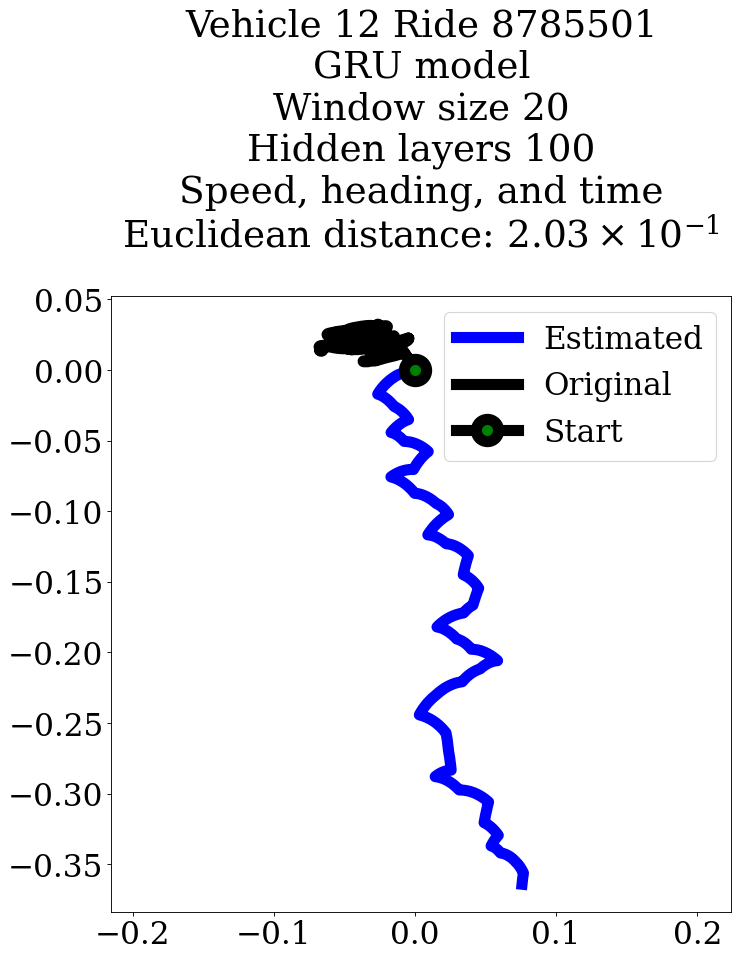 Vehicle 12 Ride 8785501
GRU model
Window size 20
Hidden layers 100
Speed, heading, and time
Euclidean distance: 2.03 × 10⁻¹
0.05
0.00
−0.05
−0.10
−0.15
−0.20
−0.25
−0.30
−0.35
Estimated
Original
Start
−0.2 −0.1 0.0 0.1 0.2